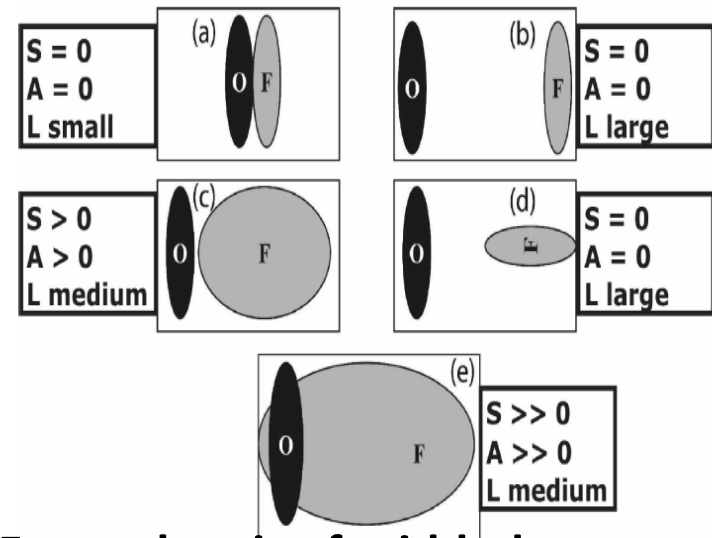 (a)
S = 0
A = 0
L small
O F
(b)
O F
S = 0
A = 0
L large
(c)
S > 0
A > 0
L medium
O F
(d)
O F
S = 0
A = 0
L large
(e)
O F
S >> 0
A >> 0
L medium